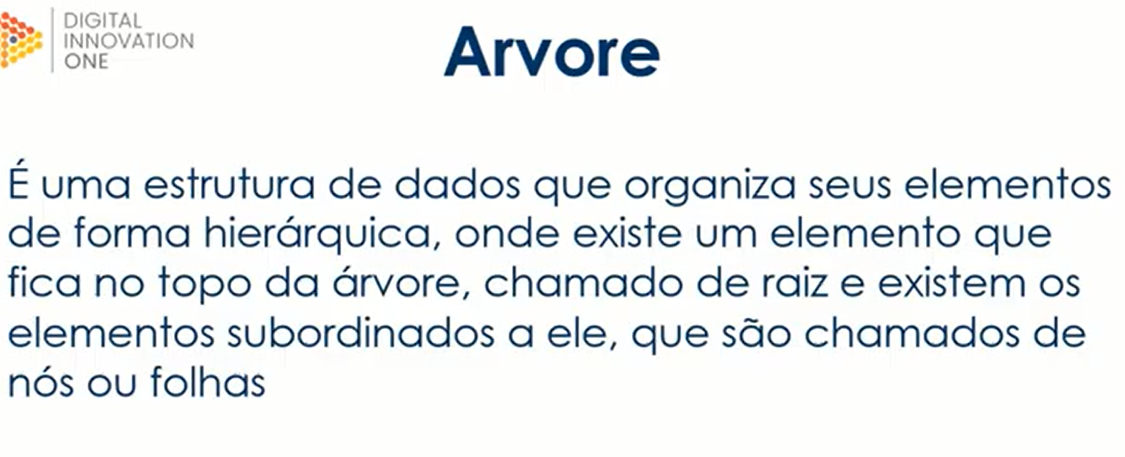 DIGITAL
INNOVATION
ONE
Arvore
É uma estrutura de dados que organiza seus elementos
de forma hierárquica, onde existe um elemento que
fica no topo da árvore, chamado de raiz e existem os
elementos subordinados a ele, que são chamados de
nós ou folhas